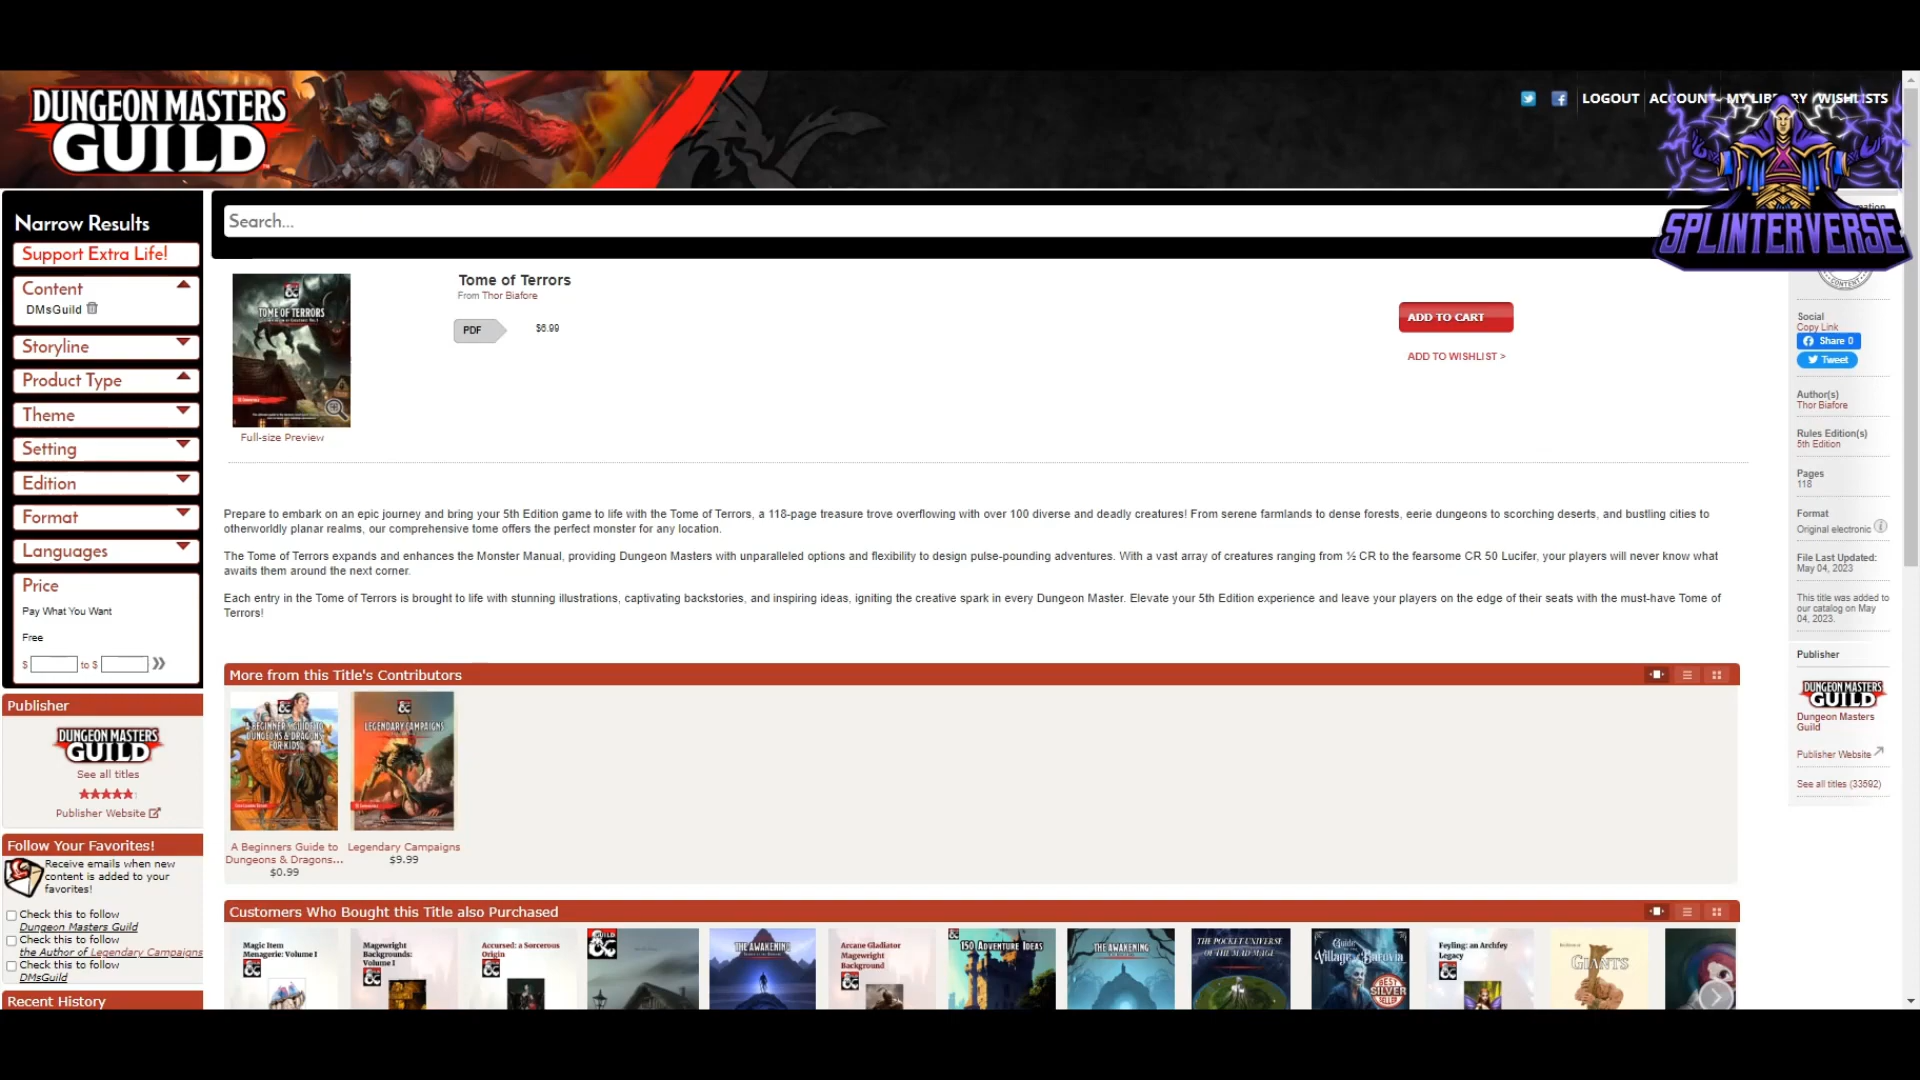 DUNGEON MASTERS
GUILD
LOGOUT ACCOUNT MY LIBRARY WISHLISTS
SPLINTERVERSE
Search...
Narrow Results
Support Extra Life!
Content
DMsGuild
Storyline
Product Type
Theme
Setting
Edition
Format
Languages
Price
Pay What You Want
Free
$ to $
Publisher
DUNGEON MASTERS
GUILD
See all titles
Publisher Website
Follow Your Favorites!
Receive emails when new
content is added to your
favorites!
Check this to follow
Dungeon Masters Guild
Check this to follow
the Author of Legendary Campaigns
Check this to follow
DMsGuild
Recent History
TOME OF TERRORS
Full-size Preview
Tome of Terrors
From Thor Biafore
PDF
$6.99
ADD TO CART
ADD TO WISHLIST >
Prepare to embark on an epic journey and bring your 5th Edition game to life with the Tome of Terrors, a 118-page treasure trove overflowing with over 100 diverse and deadly creatures! From serene farmlands to dense forests, eerie dungeons to scorching deserts, and bustling cities to
otherworldly planar realms, our comprehensive tome offers the perfect monster for any location.
The Tome of Terrors expands and enhances the Monster Manual, providing Dungeon Masters with unparalleled options and flexibility to design pulse-pounding adventures. With a vast array of creatures ranging from ½ CR to the fearsome CR 50 Lucifer, your players will never know what
awaits them around the next corner.
Each entry in the Tome of Terrors is brought to life with stunning illustrations, captivating backstories, and inspiring ideas, igniting the creative spark in every Dungeon Master. Elevate your 5th Edition experience and leave your players on the edge of their seats with the must-have Tome of
Terrors!
More from this Title's Contributors
A BEGINNER'S GUIDE TO
DUNGEONS & DRAGONS
FOR KIDS
LEGENDARY CAMPAIGNS
A Beginners Guide to
Dungeons & Dragons...
$0.99
Legendary Campaigns
$9.99
Customers Who Bought this Title also Purchased
Magic Item
Menagerie: Volume I
Magewright
Backgrounds:
Volume I
Accursed: a Sorcerous
Origin
GUILD
THE AWAKENING
Arcane Gladiator
Magewright
Background
150 ADVENTURE IDEAS
THE AWAKENING
THE POCKET UNIVERSE
OF THE MAD MAGE
Guide
Village of Barovia
BEST
SILVER
SELLER
Feyling: an Archfey
Legacy
GIANTS
CONTENT
Social
Copy Link
Share 0
Tweet
Author(s)
Thor Biafore
Rules Edition(s)
5th Edition
Pages
118
Format
Original electronic
File Last Updated:
May 04, 2023
This title was added to
our catalog on May
04, 2023.
Publisher
DUNGEON MASTERS
GUILD
Dungeon Masters
Guild
Publisher Website
See all titles (33592)